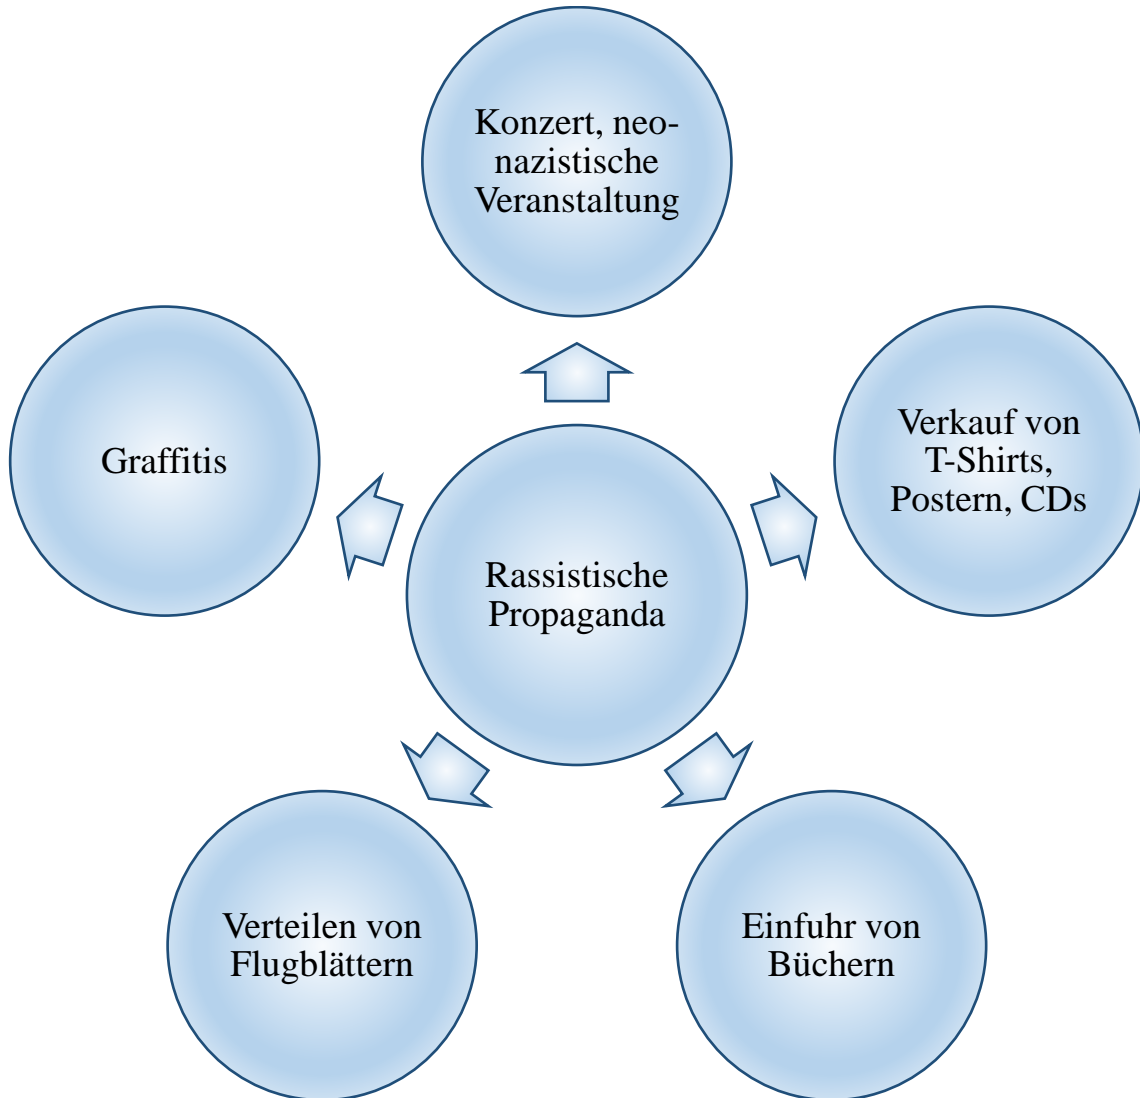 Konzert, neo-
nazistische
Veranstaltung
Graffitis
Verkauf von
T-Shirts,
Postern, CDs
Rassistische
Propaganda
Verteilen von
Flugblättern
Einfuhr von
Büchern